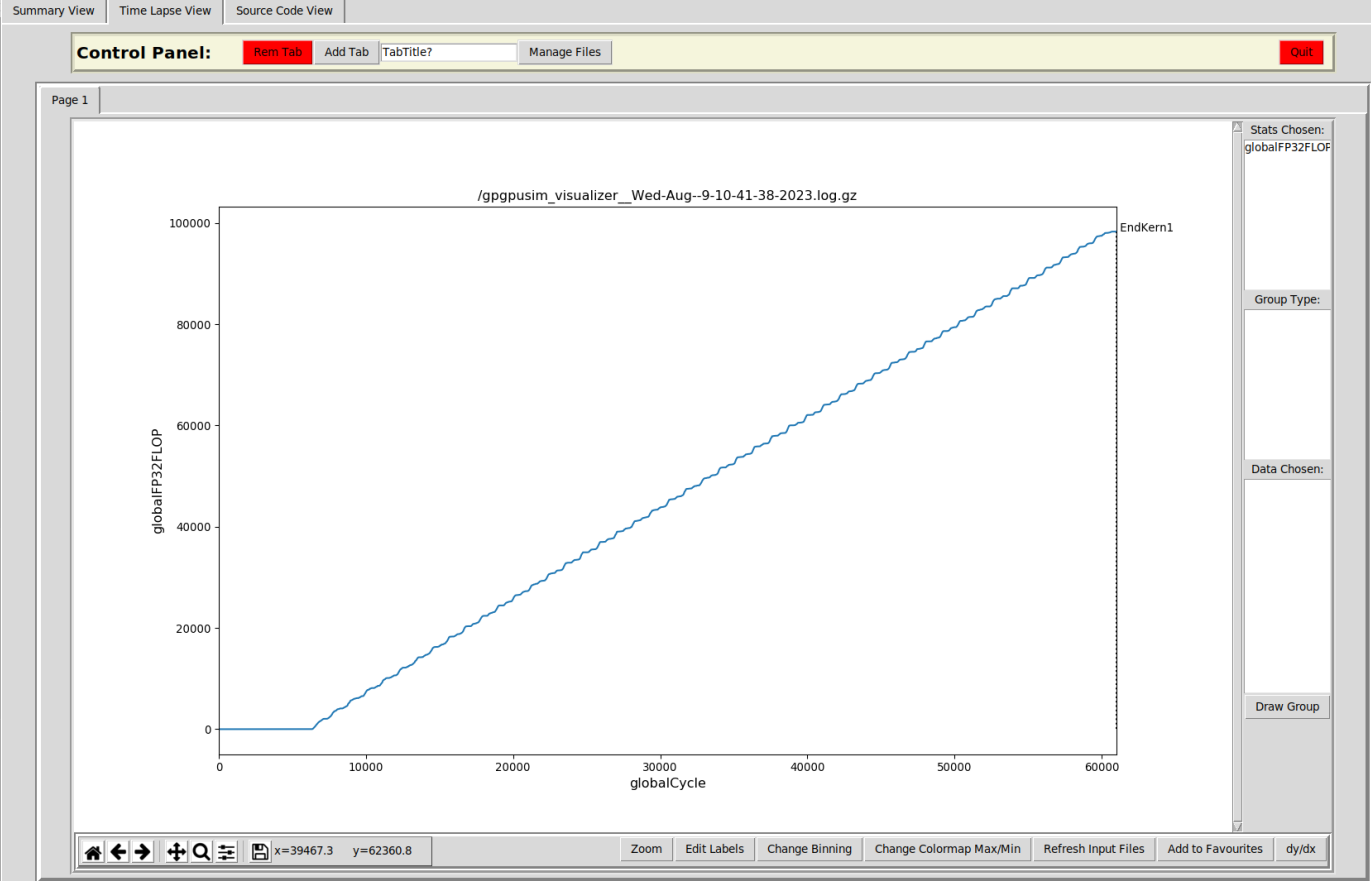 Summary View Time Lapse View Source Code View
Control Panel: Rem Tab Add Tab TabTitle? Manage Files Quit
Page 1
Stats Chosen:
globalFP32FLOP
/gpgpusim_visualizer__Wed-Aug--9-10-41-38-2023.log.gz
EndKern1
100000
80000
60000
40000
20000
0
globalFP32FLOP
0 10000 20000 30000 40000 50000 60000
globalCycle
Group Type:
Data Chosen:
Draw Group
x=39467.3 y=62360.8 Zoom Edit Labels Change Binning Change Colormap Max/Min Refresh Input Files Add to Favourites dy/dx